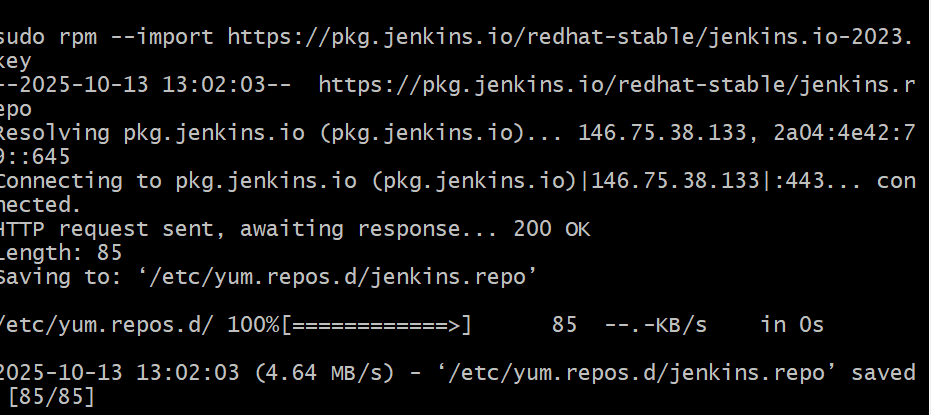 sudo rpm --import https://pkg.jenkins.io/redhat-stable/jenkins.io-2023.
key
--2025-10-13 13:02:03--  https://pkg.jenkins.io/redhat-stable/jenkins.r
epo
Resolving pkg.jenkins.io (pkg.jenkins.io)... 146.75.38.133, 2a04:4e42:7
9::645
Connecting to pkg.jenkins.io (pkg.jenkins.io)|146.75.38.133|:443... con
nected.
HTTP request sent, awaiting response... 200 OK
Length: 85
Saving to: ‘/etc/yum.repos.d/jenkins.repo’
/etc/yum.repos.d/ 100%[============>]      85  --.-KB/s    in 0s
2025-10-13 13:02:03 (4.64 MB/s) - ‘/etc/yum.repos.d/jenkins.repo’ saved
 [85/85]